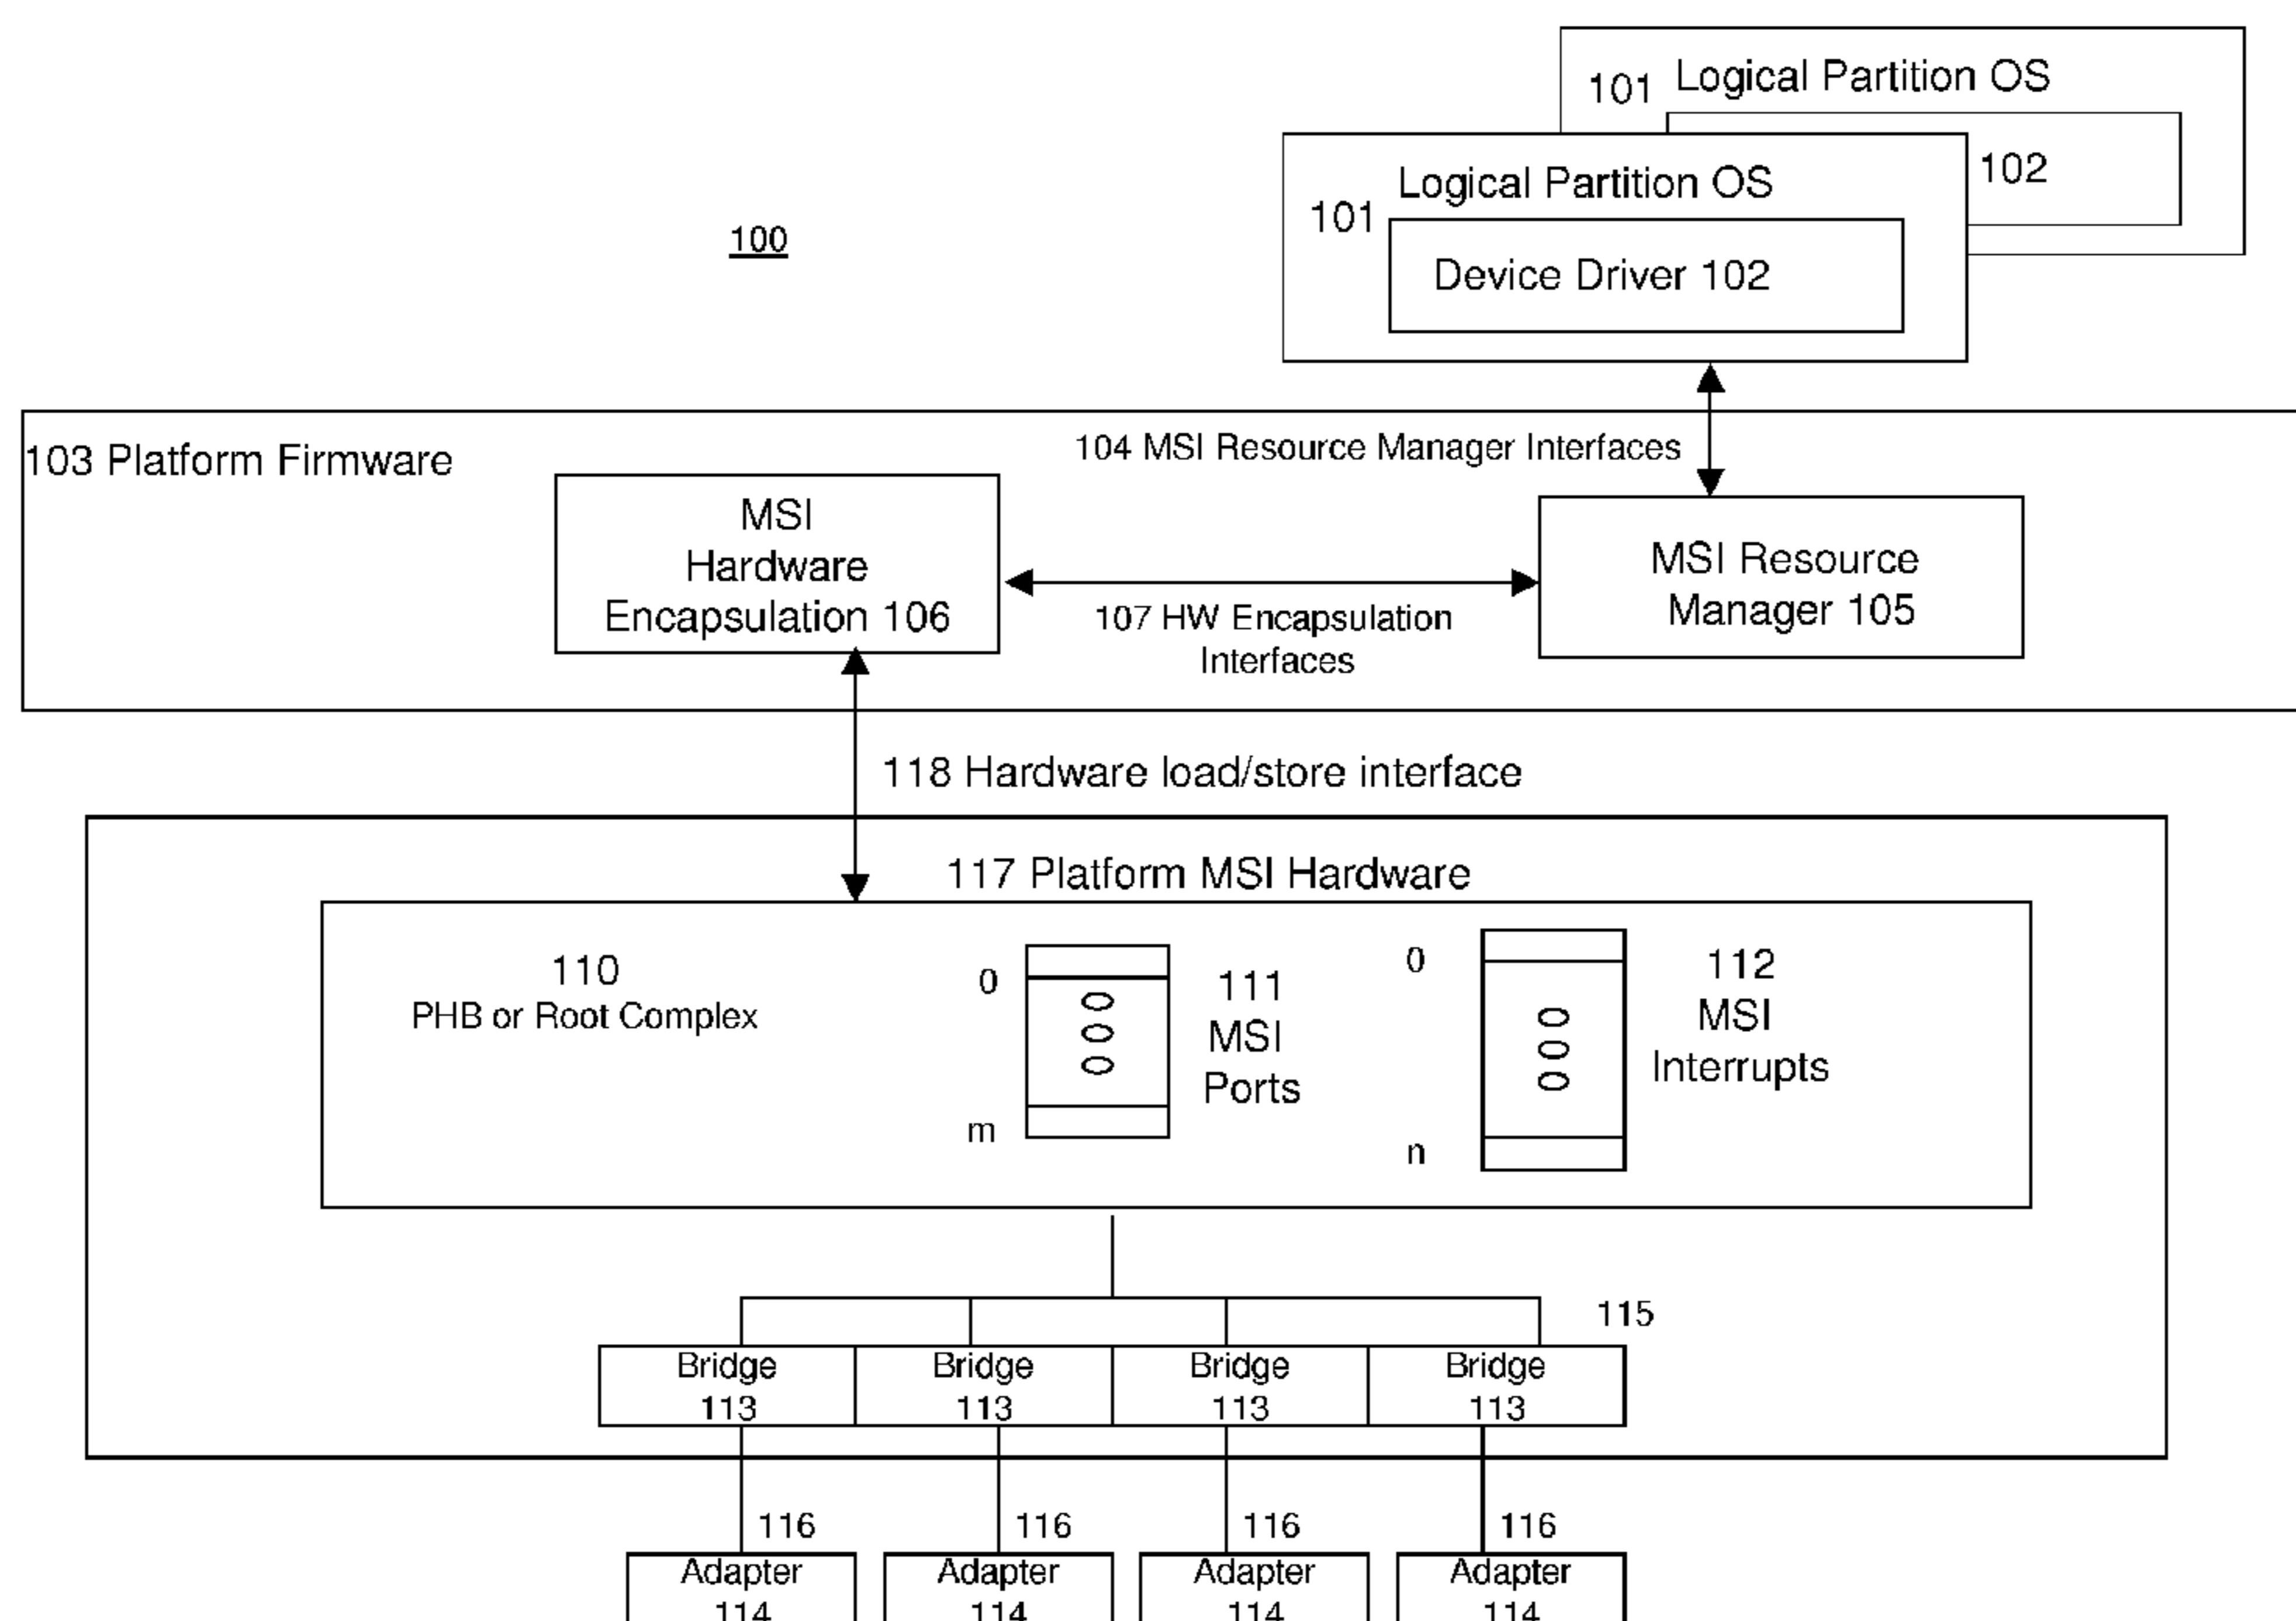 101 Logical Partition OS
102
Logical Partition OS
101
Device Driver 102
100
103 Platform Firmware
104 MSI Resource Manager Interfaces
MSI
Hardware
Encapsulation 106
107 HW Encapsulation
Interfaces
MSI Resource
Manager 105
118 Hardware load/store interface
117 Platform MSI Hardware
110
PHB or Root Complex
0
m
111
MSI
Ports
0
n
112
MSI
Interrupts
115
Bridge
113
Bridge
113
Bridge
113
Bridge
113
116
116
116
116
Adapter
114
Adapter
114
Adapter
114
Adapter
114